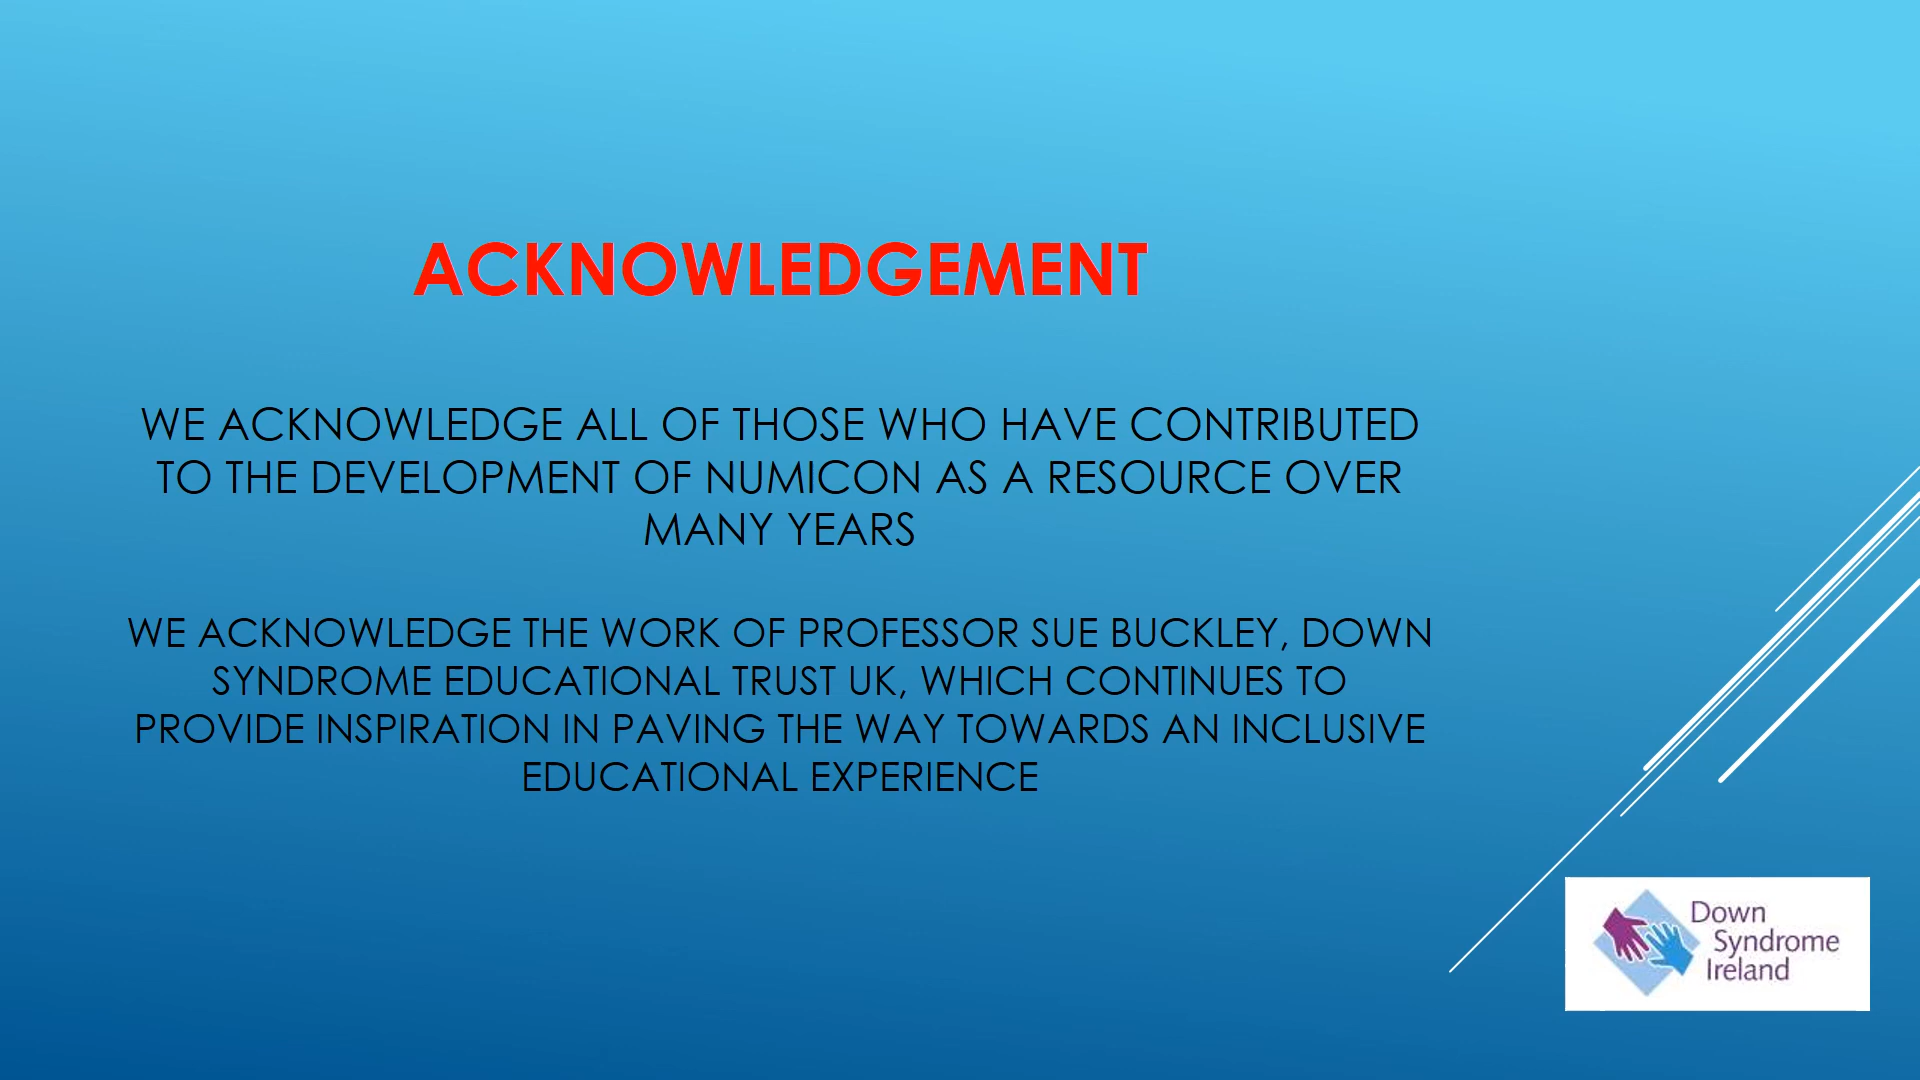 ACKNOWLEDGEMENT
WE ACKNOWLEDGE ALL OF THOSE WHO HAVE CONTRIBUTED
TO THE DEVELOPMENT OF NUMICON AS A RESOURCE OVER
MANY YEARS
WE ACKNOWLEDGE THE WORK OF PROFESSOR SUE BUCKLEY, DOWN
SYNDROME EDUCATIONAL TRUST UK, WHICH CONTINUES TO
PROVIDE INSPIRATION IN PAVING THE WAY TOWARDS AN INCLUSIVE
EDUCATIONAL EXPERIENCE
Down
Syndrome
Ireland